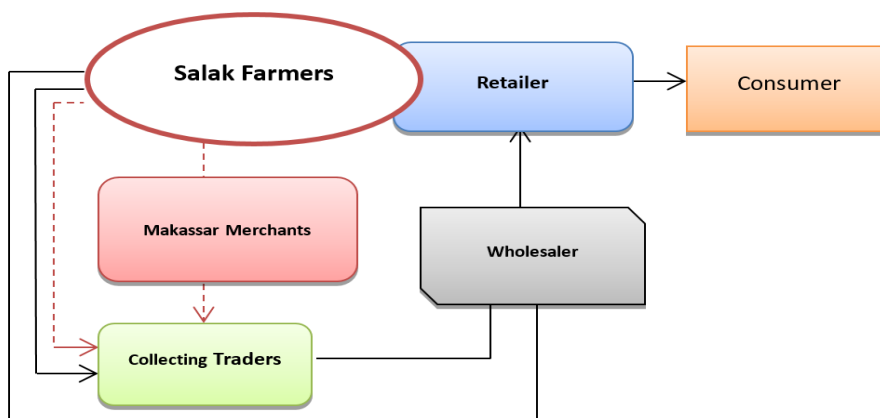 Salak Farmers
Retailer
Consumer
Makassar Merchants
Wholesaler
Collecting Traders